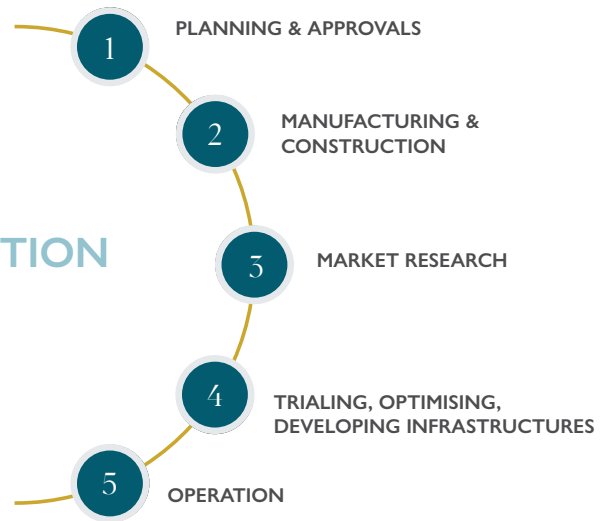 1
PLANNING & APPROVALS
2
MANUFACTURING &
CONSTRUCTION
TION
3
MARKET RESEARCH
4
TRIALING, OPTIMISING,
DEVELOPING INFRASTRUCTURES
5
OPERATION